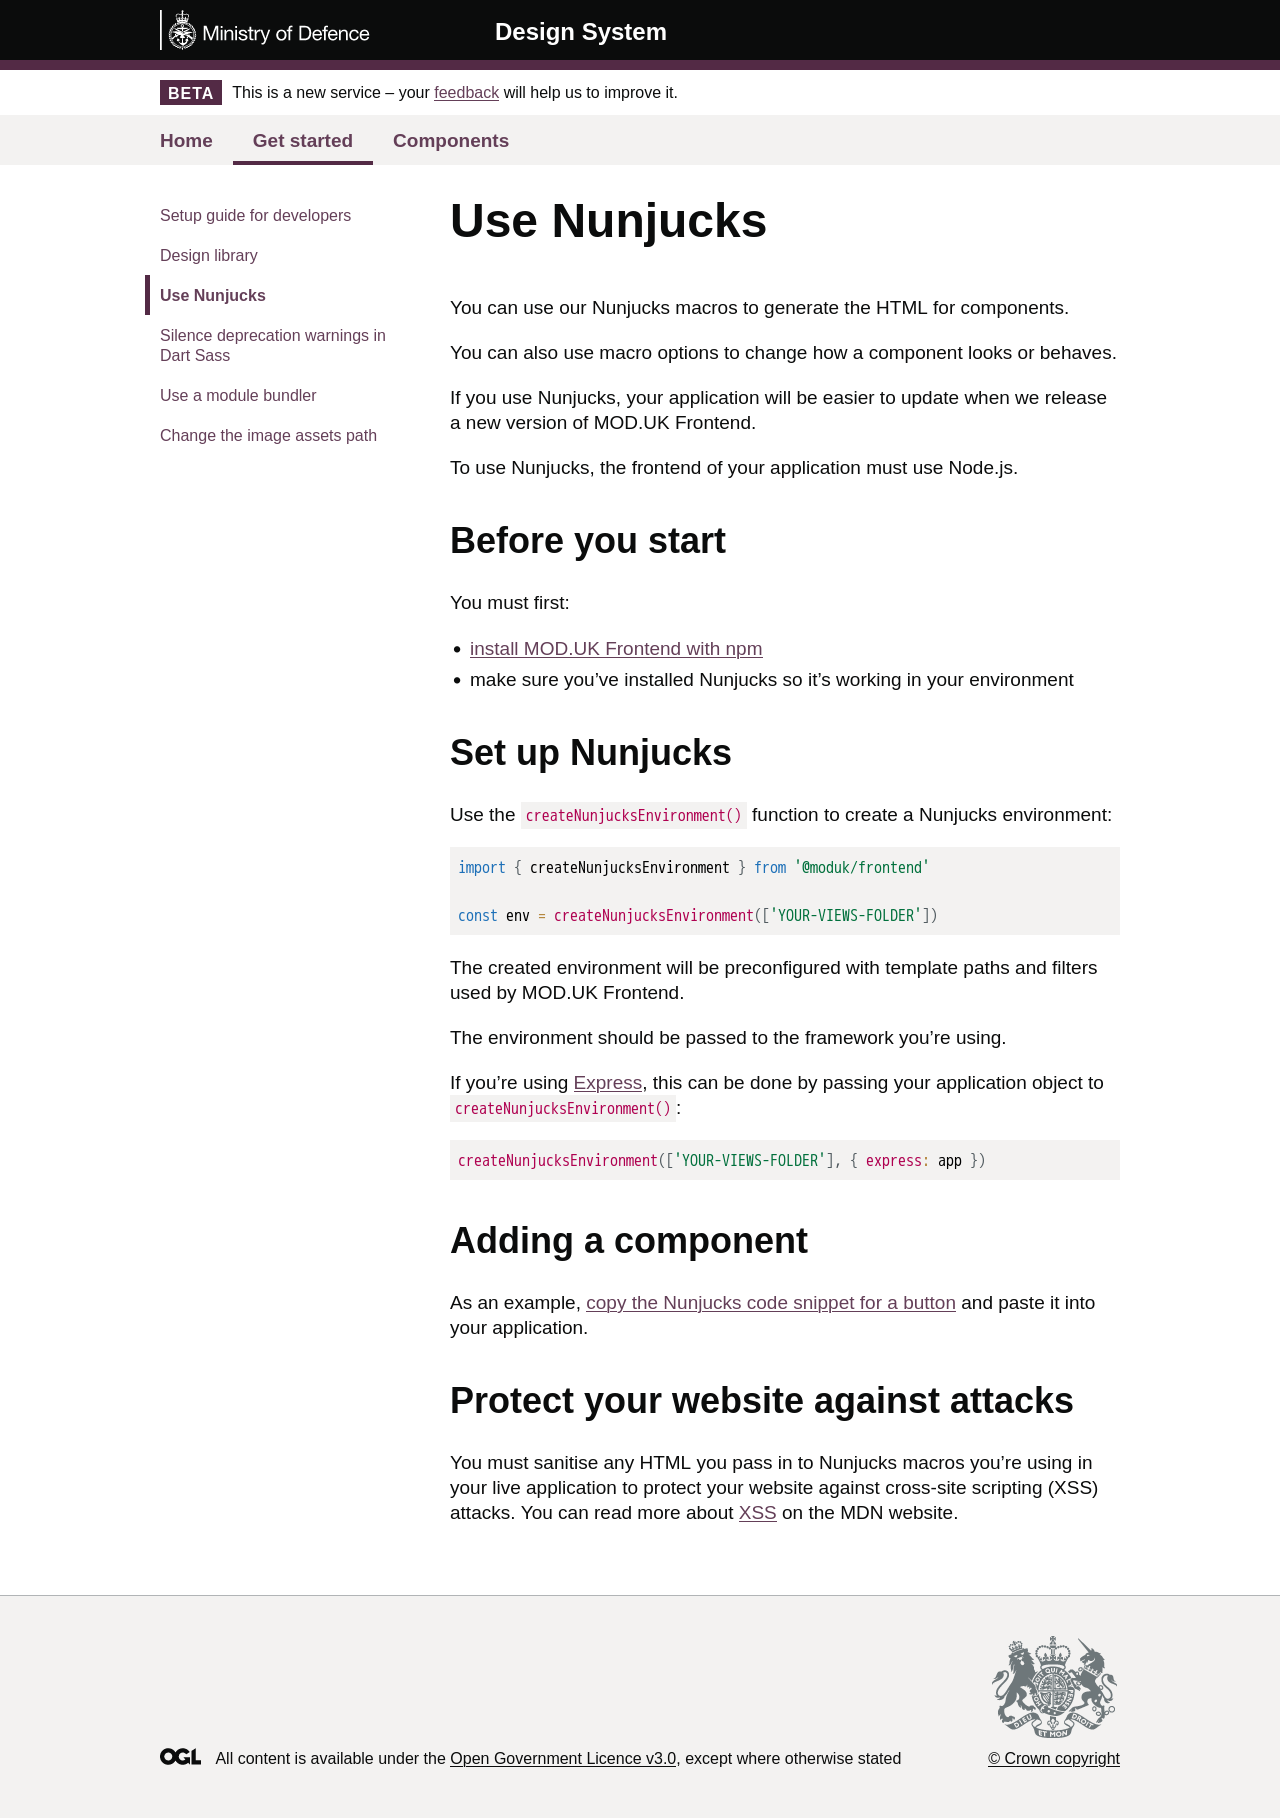 Ministry of Defence
Design System
BETA This is a new service – your feedback will help us to improve it.
Home Get started Components
Setup guide for developers
Design library
Use Nunjucks
Silence deprecation warnings in
Dart Sass
Use a module bundler
Change the image assets path
Use Nunjucks
You can use our Nunjucks macros to generate the HTML for components.
You can also use macro options to change how a component looks or behaves.
If you use Nunjucks, your application will be easier to update when we release
a new version of MOD.UK Frontend.
To use Nunjucks, the frontend of your application must use Node.js.
Before you start
You must first:
• install MOD.UK Frontend with npm
• make sure you’ve installed Nunjucks so it’s working in your environment
Set up Nunjucks
Use the createNunjucksEnvironment() function to create a Nunjucks environment:
import { createNunjucksEnvironment } from '@moduk/frontend'
const env = createNunjucksEnvironment(['YOUR-VIEWS-FOLDER'])
The created environment will be preconfigured with template paths and filters
used by MOD.UK Frontend.
The environment should be passed to the framework you’re using.
If you’re using Express, this can be done by passing your application object to
createNunjucksEnvironment():
createNunjucksEnvironment(['YOUR-VIEWS-FOLDER'], { express: app })
Adding a component
As an example, copy the Nunjucks code snippet for a button and paste it into
your application.
Protect your website against attacks
You must sanitise any HTML you pass in to Nunjucks macros you’re using in
your live application to protect your website against cross-site scripting (XSS)
attacks. You can read more about XSS on the MDN website.
DIEU ET MON DROIT
OGL All content is available under the Open Government Licence v3.0, except where otherwise stated
© Crown copyright